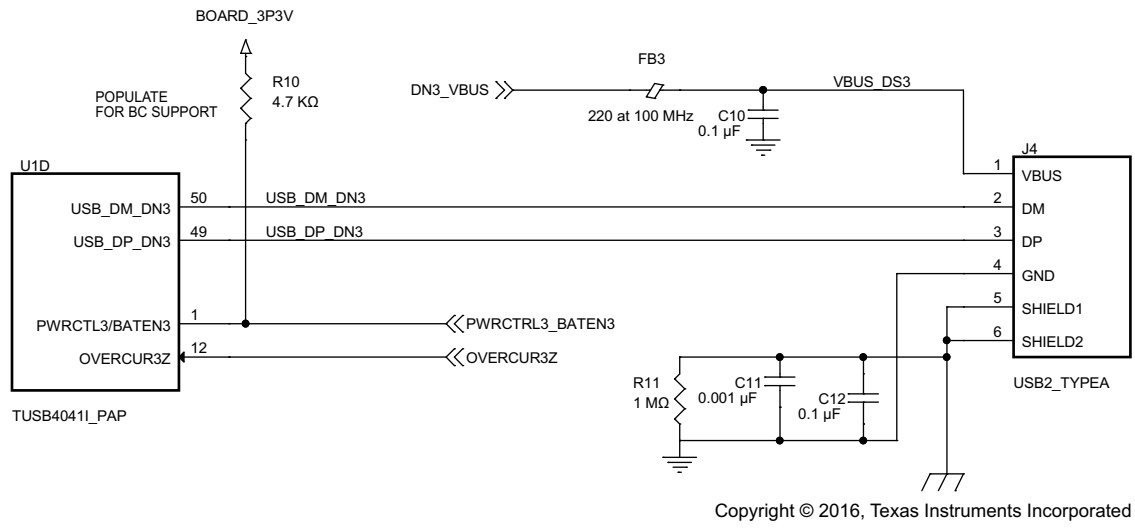 BOARD_3P3V
R10
4.7 KΩ
POPULATE
FOR BC SUPPORT
DN3_VBUS
FB3
220 at 100 MHz
VBUS_DS3
C10
0.1 µF
U1D
USB_DM_DN3
50
USB_DM_DN3
USB_DP_DN3
49
USB_DP_DN3
PWRCTL3/BATEN3
1
PWRCTRL3_BATEN3
OVERCUR3Z
12
OVERCUR3Z
TUSB4041I_PAP
J4
1
VBUS
2
DM
3
DP
4
GND
5
SHIELD1
6
SHIELD2
USB2_TYPEA
R11
1 MΩ
C11
0.001 µF
C12
0.1 µF
Copyright © 2016, Texas Instruments Incorporated